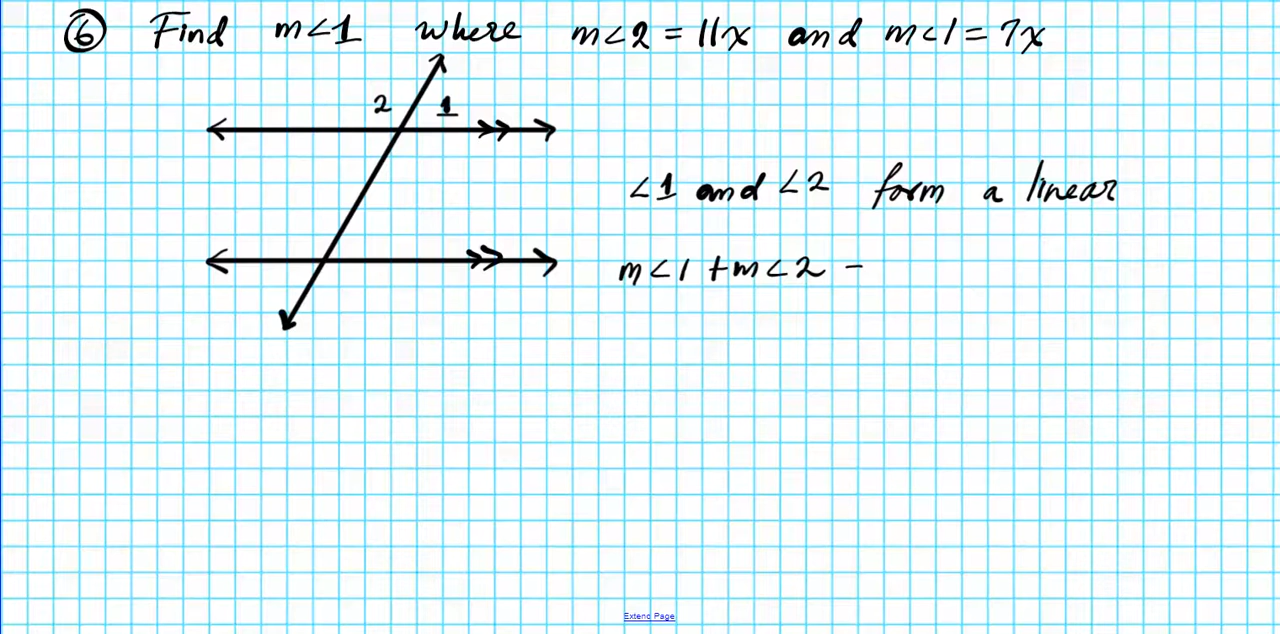 6 Find m<1 where m<2 = 11x and m<1 = 7x
2 1
<1 and <2 form a linear
m<1 + m<2 -
Extend Page